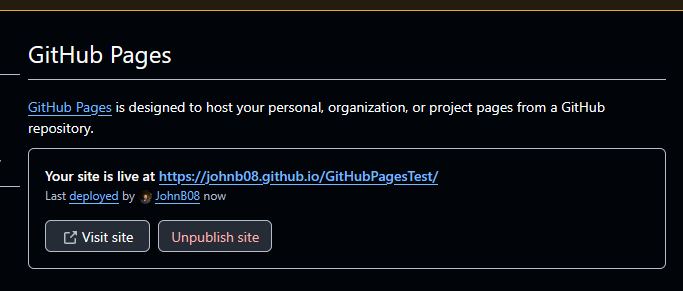 GitHub Pages
GitHub Pages is designed to host your personal, organization, or project pages from a GitHub
repository.
Your site is live at https://johnb08.github.io/GitHubPagesTest/
Last deployed by JohnB08 now
Visit site
Unpublish site